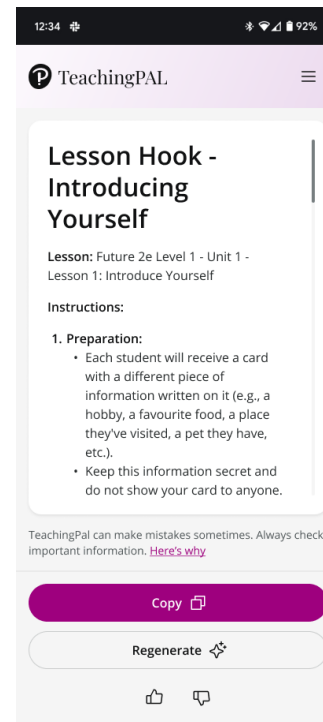 12:34 92%
TeachingPAL
Lesson Hook -
Introducing
Yourself
Lesson: Future 2e Level 1 - Unit 1 -
Lesson 1: Introduce Yourself
Instructions:
1. Preparation:
• Each student will receive a card
with a different piece of
information written on it (e.g., a
hobby, a favourite food, a place
they've visited, a pet they have,
etc.).
• Keep this information secret and
do not show your card to anyone.
TeachingPal can make mistakes sometimes. Always check
important information. Here's why
Copy
Regenerate